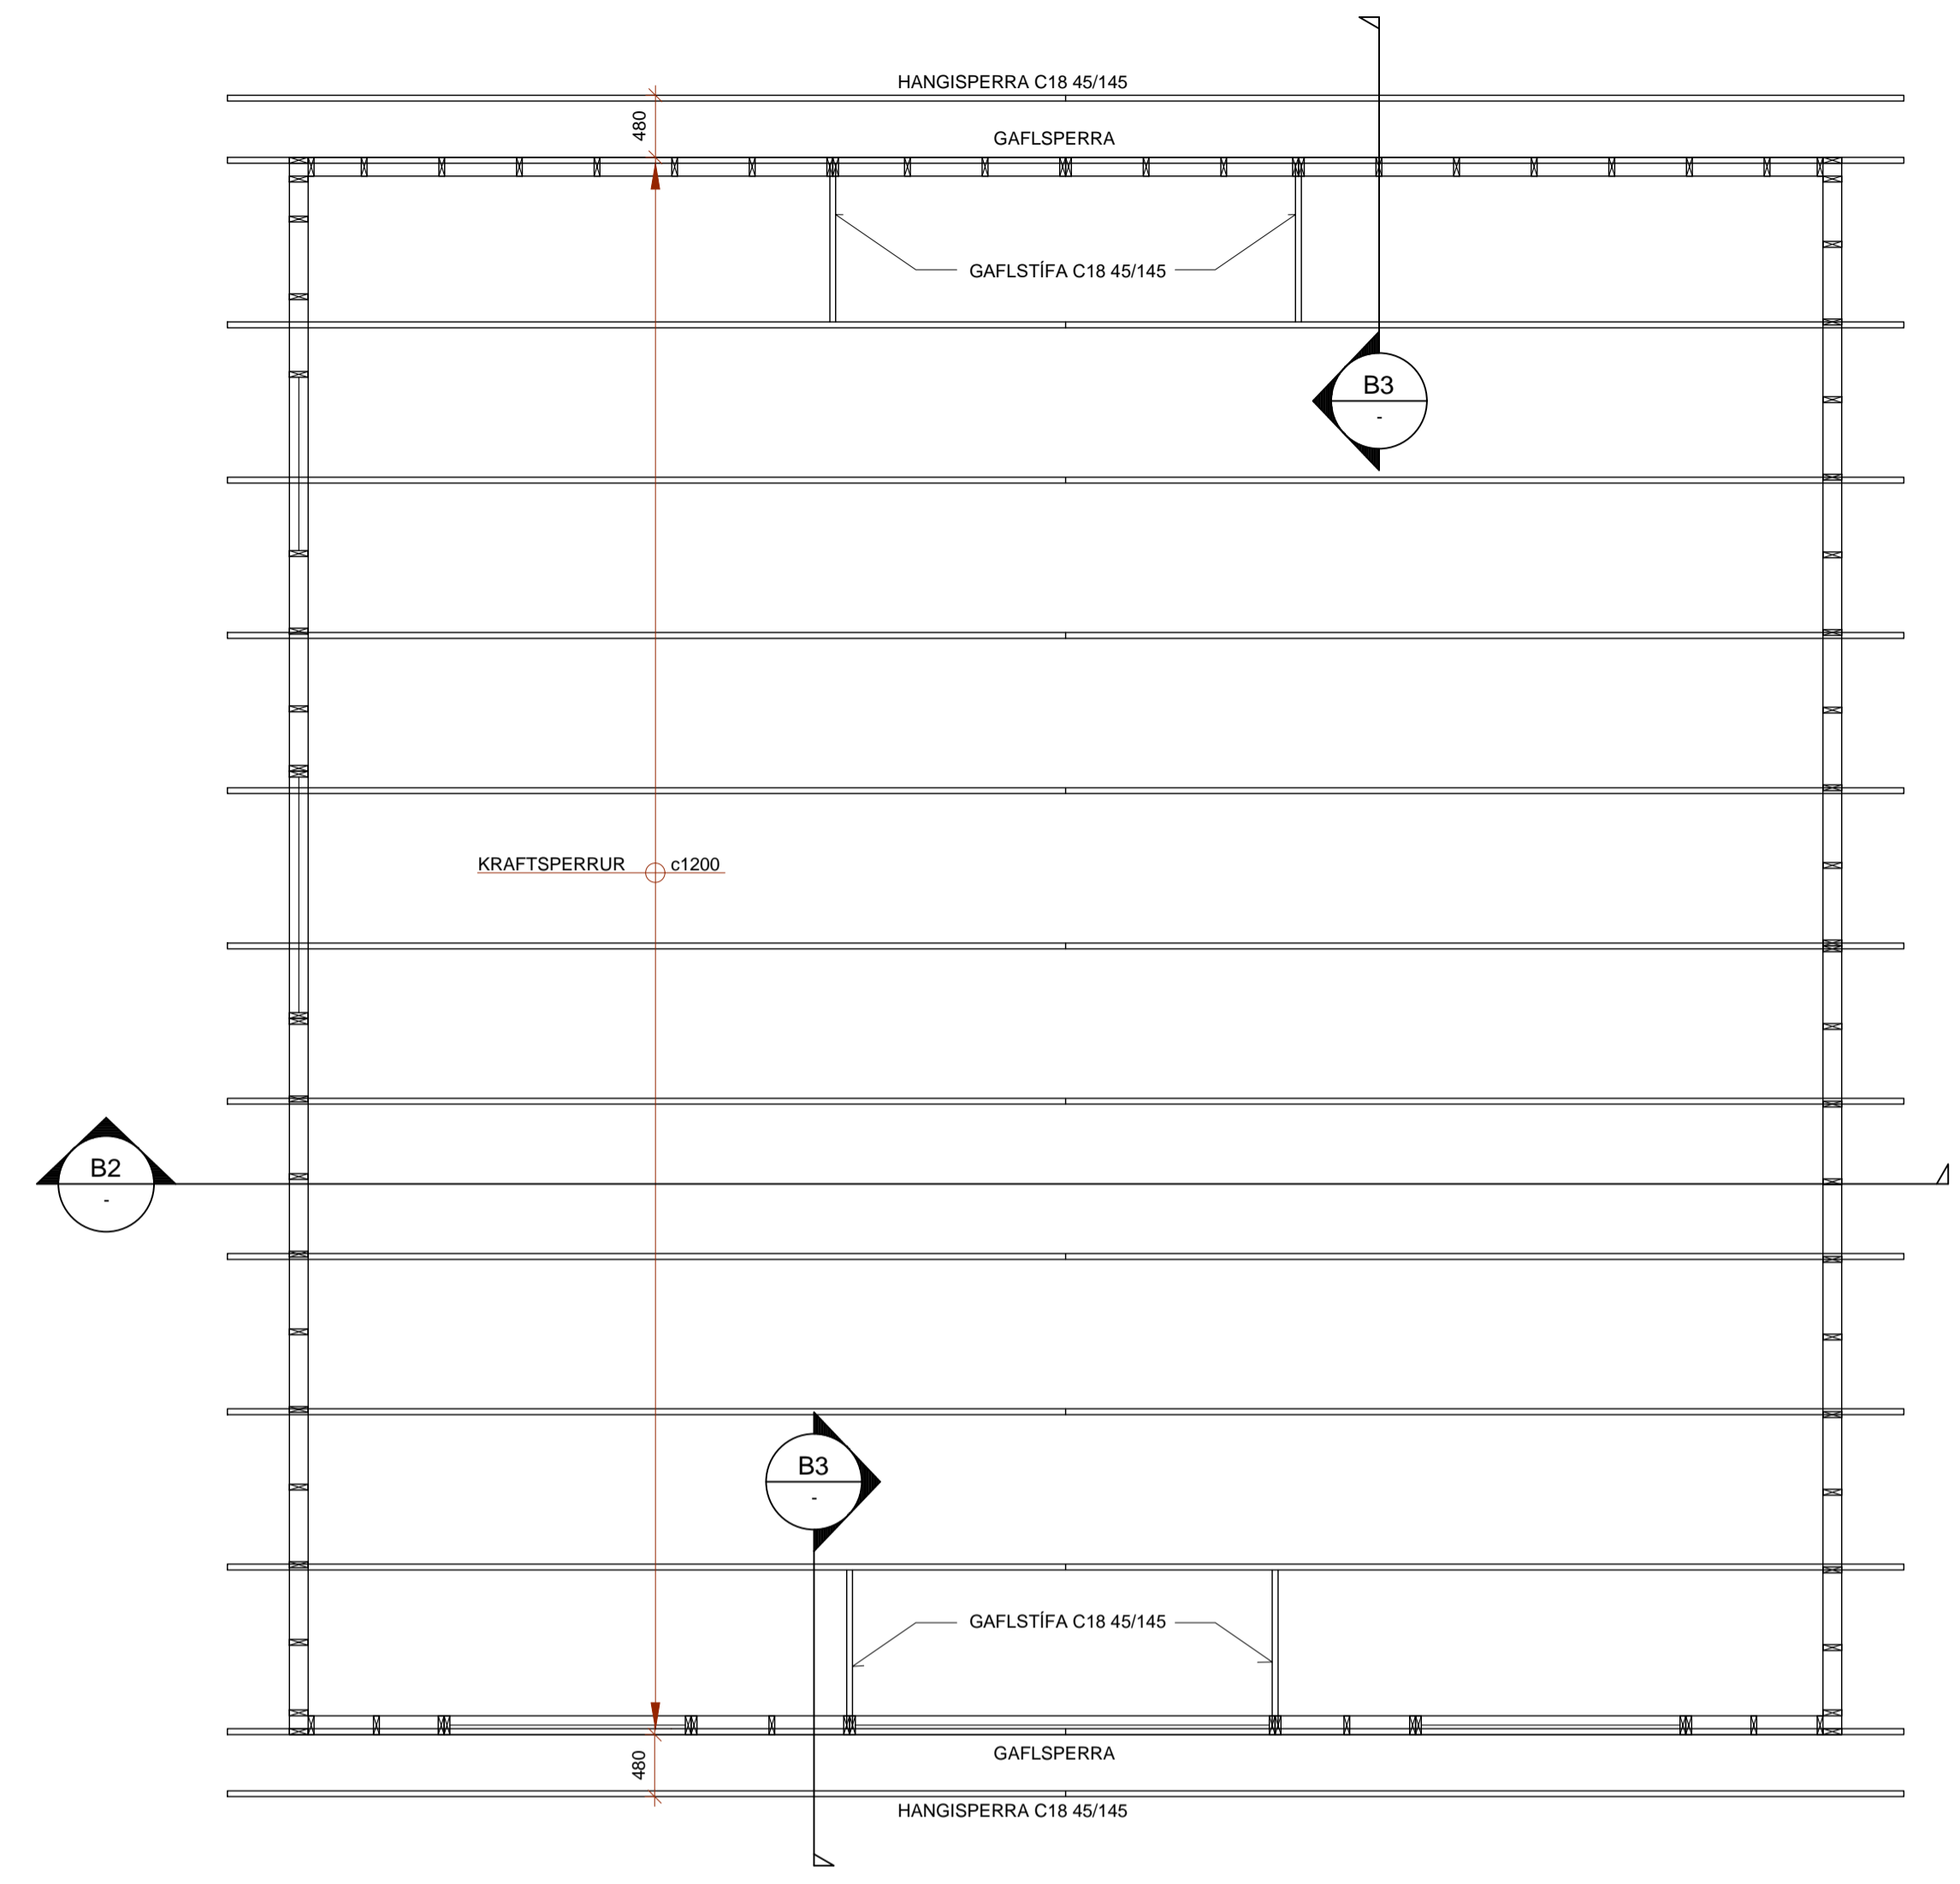 HANGISPERRA C18 45/145
480
GAFLSPERRA
GAFLSTÍFA C18 45/145
B3
-
KRAFTSPERRUR c1200
B2
-
B3
-
GAFLSTÍFA C18 45/145
GAFLSPERRA
480
HANGISPERRA C18 45/145